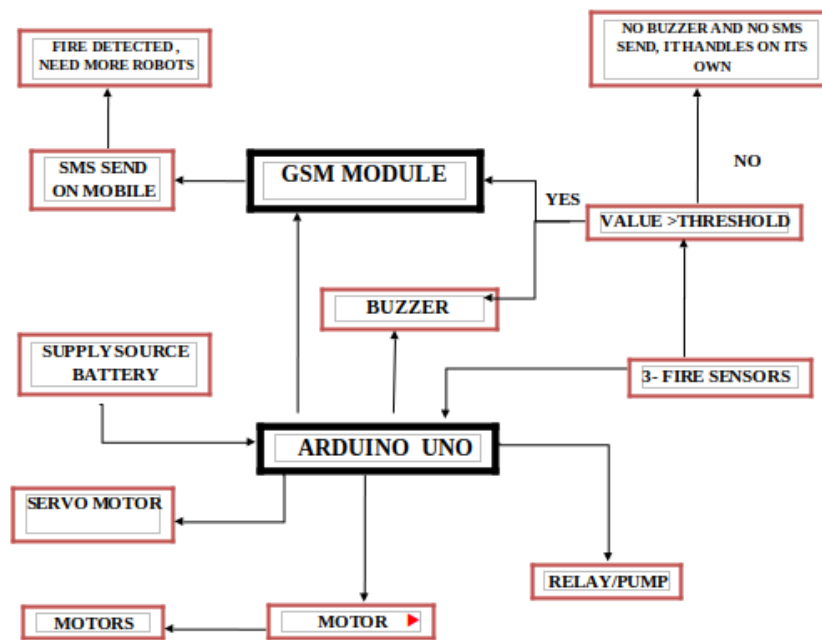 FIRE DETECTED ,
NEED MORE ROBOTS
NO BUZZER AND NO SMS
SEND, IT HANDLES ON ITS
OWN
SMS SEND
ON MOBILE
GSM MODULE
NO
YES
VALUE >THRESHOLD
BUZZER
SUPPLY SOURCE
BATTERY
3- FIRE SENSORS
ARDUINO UNO
SERVO MOTOR
RELAY/PUMP
MOTORS
MOTOR